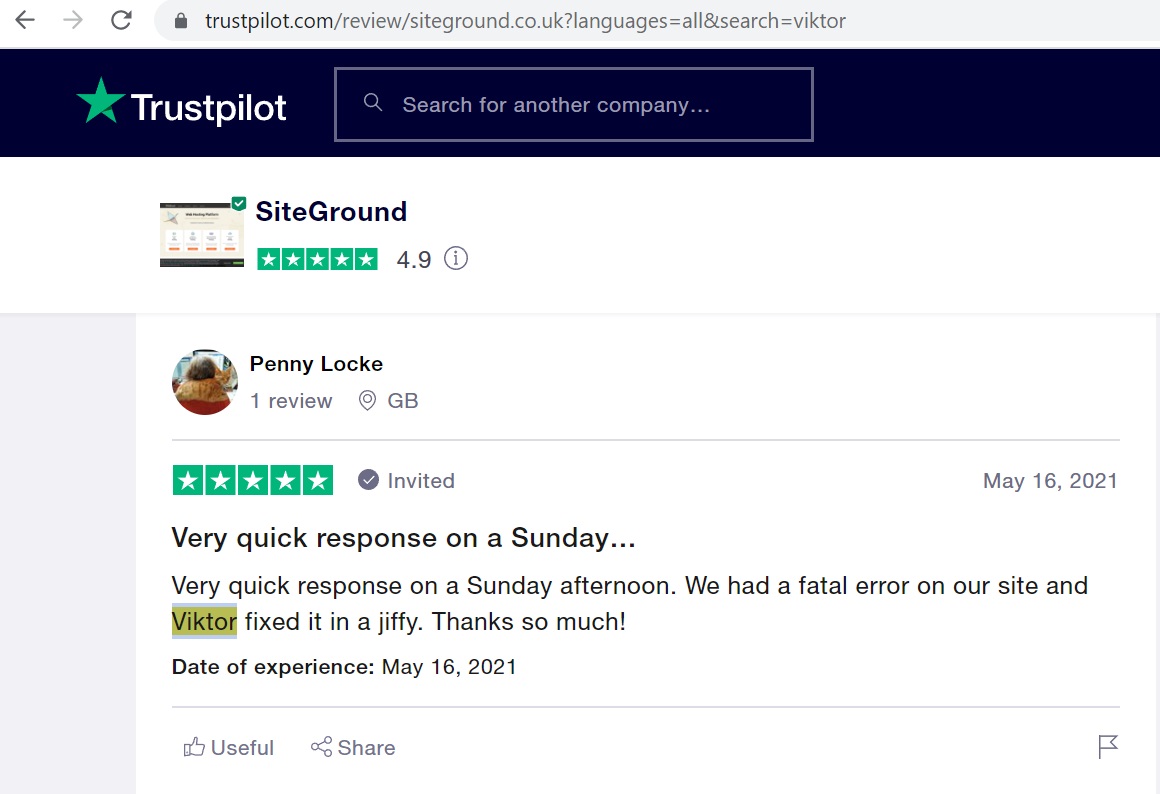 trustpilot.com/review/siteground.co.uk?languages=all&search=viktor
Trustpilot
Search for another company...
SiteGround
4.9
Penny Locke
1 review
GB
Invited
May 16, 2021
Very quick response on a Sunday...
Very quick response on a Sunday afternoon. We had a fatal error on our site and
Viktor fixed it in a jiffy. Thanks so much!
Date of experience: May 16, 2021
Useful
Share